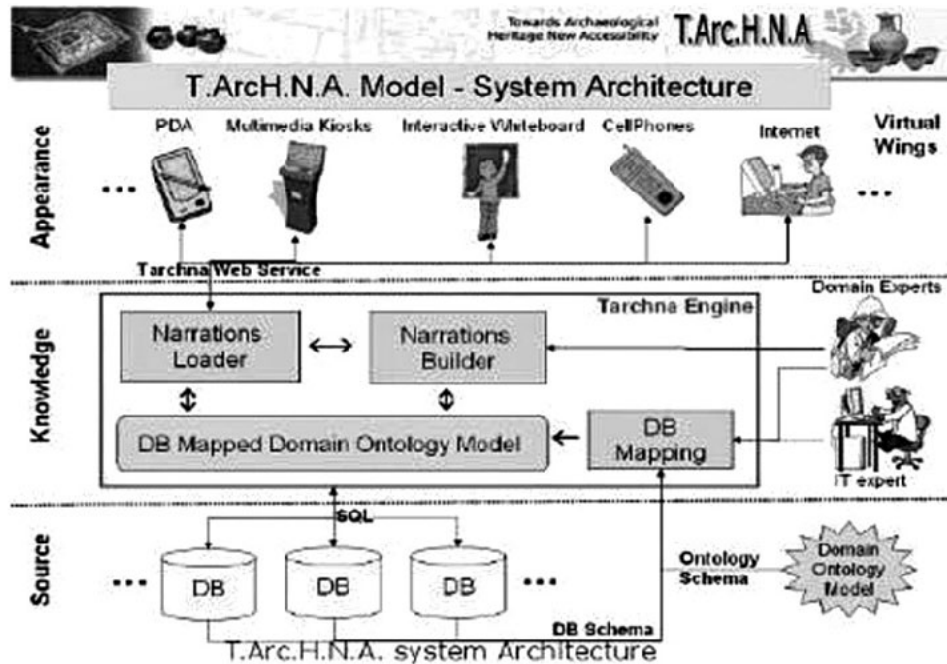 Towards Archaeological
Heritage New Accessibility
T.Arc.H.N.A
T.ArcH.N.A. Model - System Architecture
PDA
Multimedia Kiosks
Interactive Whiteboard
CellPhones
Internet
Virtual
Wings
Appearance
...
...
Tarchna Web Service
Knowledge
Tarchna Engine
Domain Experts
Narrations
Loader
Narrations
Builder
DB Mapped Domain Ontology Model
DB
Mapping
IT expert
Source
SQL
...
DB
DB
DB
...
Ontology
Schema
Domain
Ontology
Model
DB Schema
T.Arc.H.N.A. system Architecture